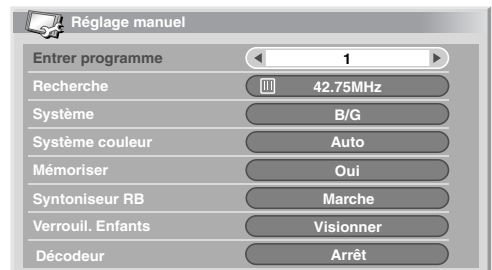 Réglage manuel
Entrer programme 1
Recherche 42.75MHz
Système B/G
Système couleur Auto
Mémoriser Oui
Syntoniseur RB Marche
Verrouil. Enfants Visionner
Décodeur Arrêt